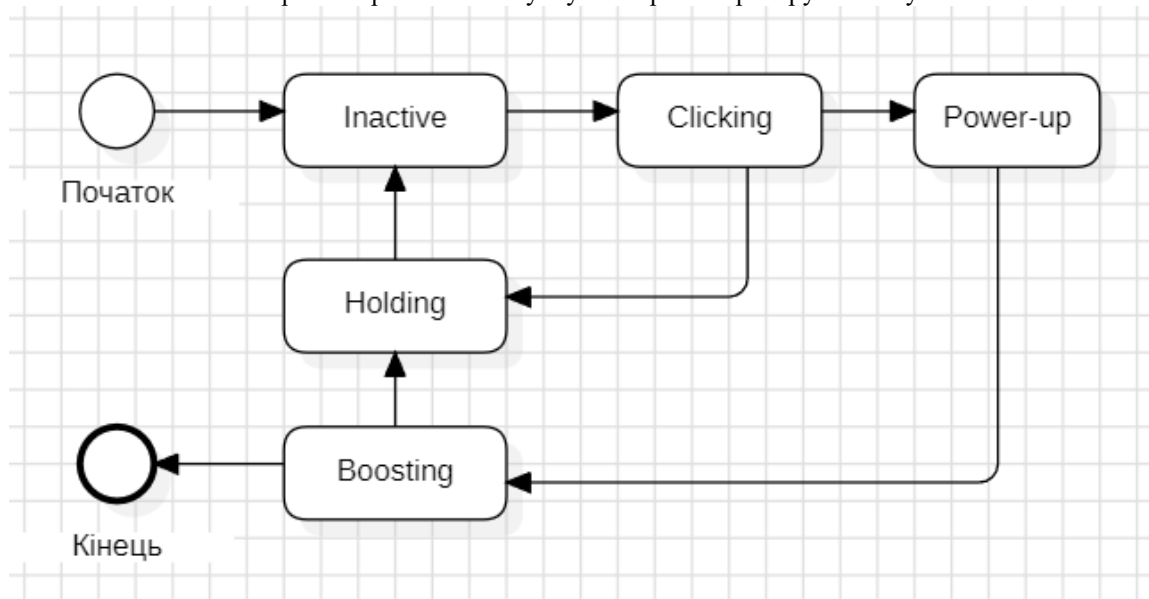 Inactive
Clicking
Power-up
Початок
Holding
Boosting
Кінець